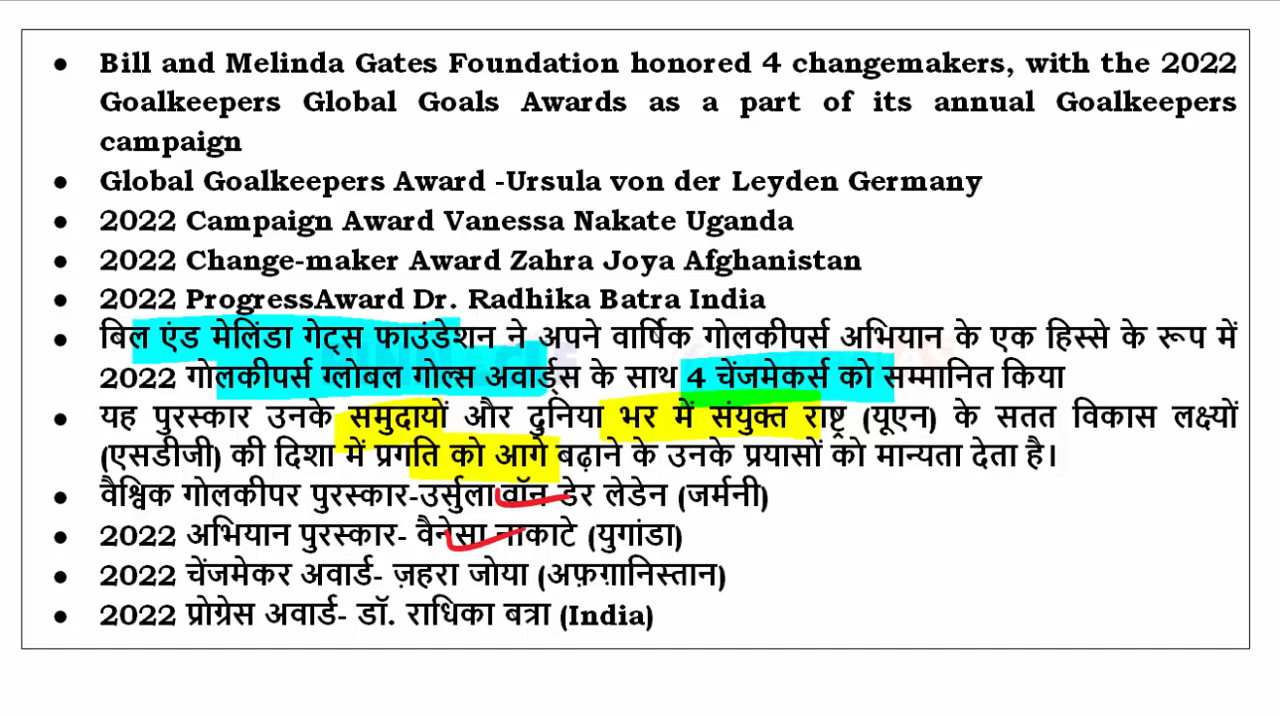 Bill and Melinda Gates Foundation honored 4 changemakers, with the 2022
Goalkeepers Global Goals Awards as a part of its annual Goalkeepers
campaign
Global Goalkeepers Award -Ursula von der Leyden Germany
2022 Campaign Award Vanessa Nakate Uganda
2022 Change-maker Award Zahra Joya Afghanistan
2022 ProgressAward Dr. Radhika Batra India
बिल एंड मेलिंडा गेट्स फाउंडेशन ने अपने वार्षिक गोलकीपर्स अभियान के एक हिस्से के रूप में
2022 गोलकीपर्स ग्लोबल गोल्स अवार्ड्स के साथ 4 चेंजमेकर्स को सम्मानित किया
यह पुरस्कार उनके समुदायों और दुनिया भर में संयुक्त राष्ट्र (यूएन) के सतत विकास लक्ष्यों
(एसडीजी) की दिशा में प्रगति को आगे बढ़ाने के उनके प्रयासों को मान्यता देता है।
वैश्विक गोलकीपर पुरस्कार-उर्सुला वॉन डेर लेडेन (जर्मनी)
2022 अभियान पुरस्कार- वैनेसा नाकाटे (युगांडा)
2022 चेंजमेकर अवार्ड- ज़हरा जोया (अफ़ग़ानिस्तान)
2022 प्रोग्रेस अवार्ड- डॉ. राधिका बत्रा (India)